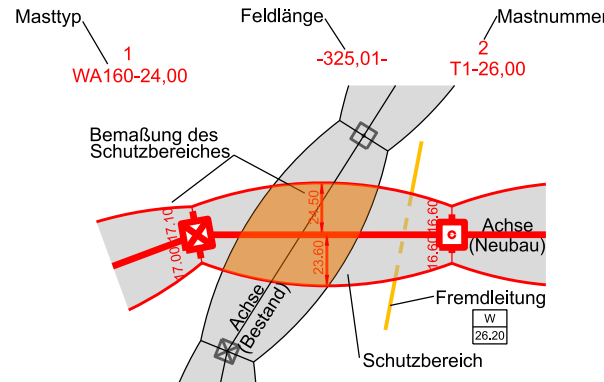 Masttyp
Feldlänge
Mastnummer
1
WA160-24,00
-325,01-
2
T1-26,00
Bemaßung des
Schutzbereiches
17.10
17.00
24.50
23.60
16.60
16.60
Achse
(Neubau)
Achse
(Bestand)
Fremdleitung
W
26.20
Schutzbereich